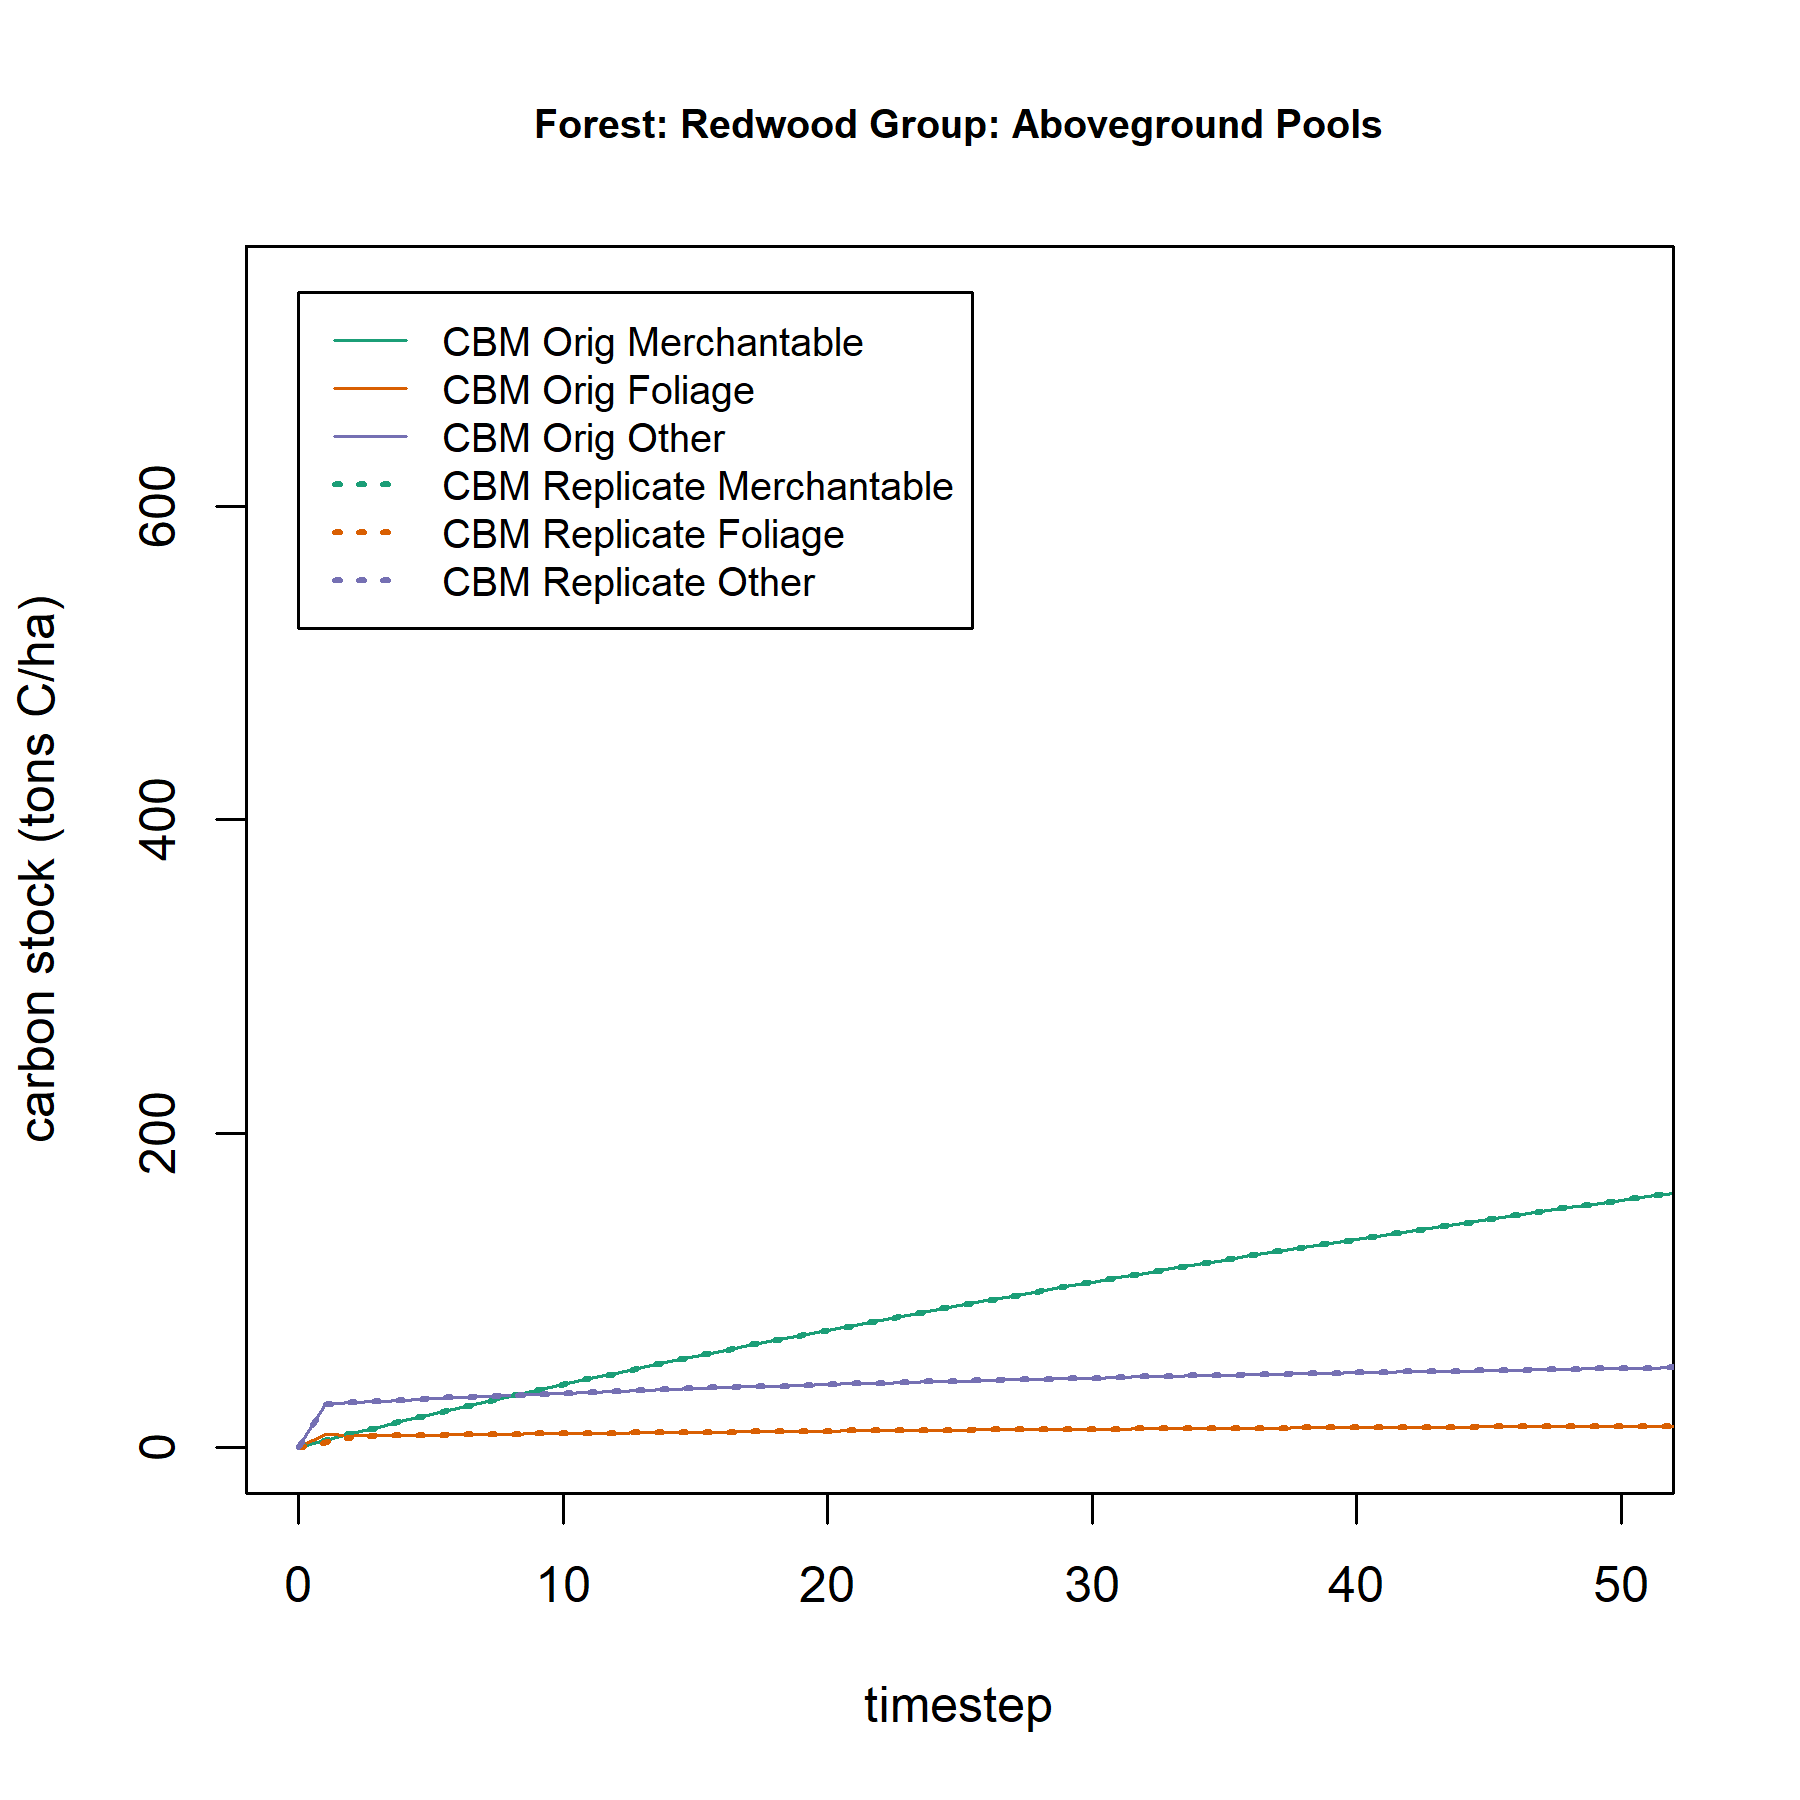 Forest: Redwood Group: Aboveground Pools
CBM Orig Merchantable
CBM Orig Foliage
CBM Orig Other
CBM Replicate Merchantable
CBM Replicate Foliage
CBM Replicate Other
carbon stock (tons C/ha)
600
400
200
0
0 10 20 30 40 50
timestep